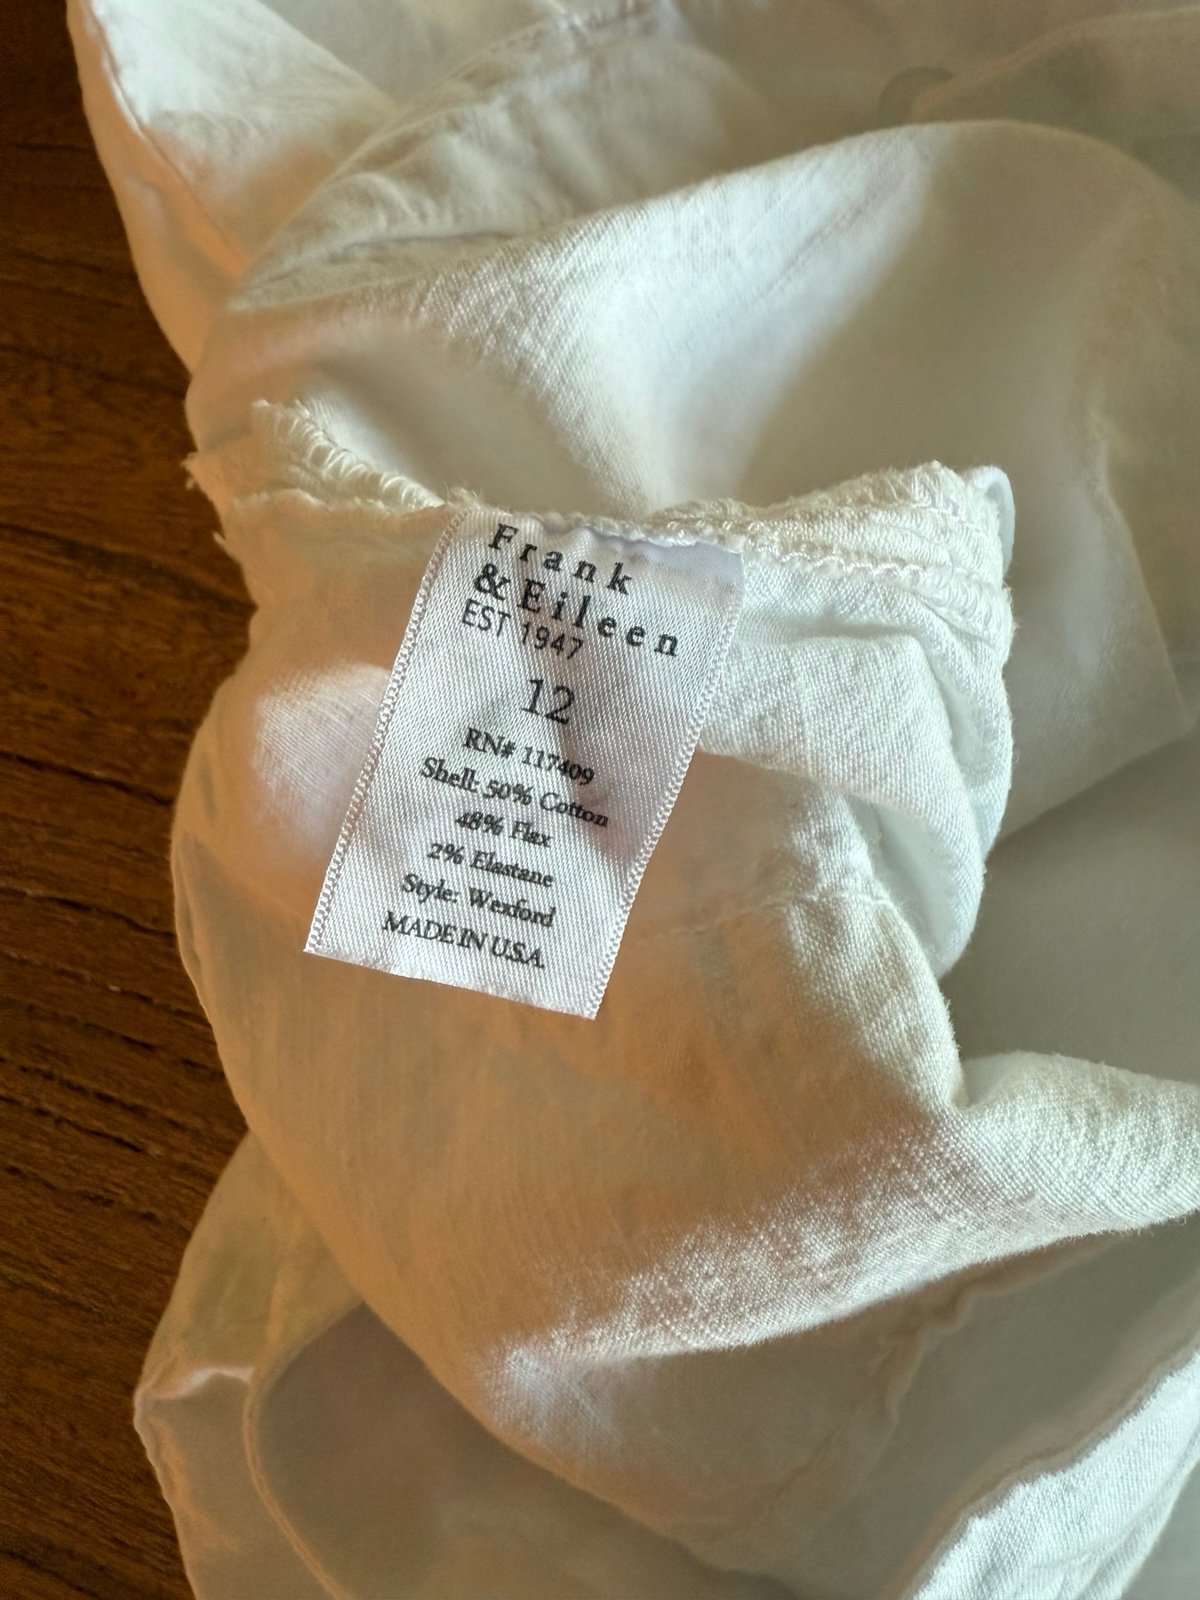 Frank
& Eileen
EST 1947
12
RN# 117409
Shell: 50% Cotton
48% Flax
2% Elastane
Style: Wexford
MADE IN U.S.A.